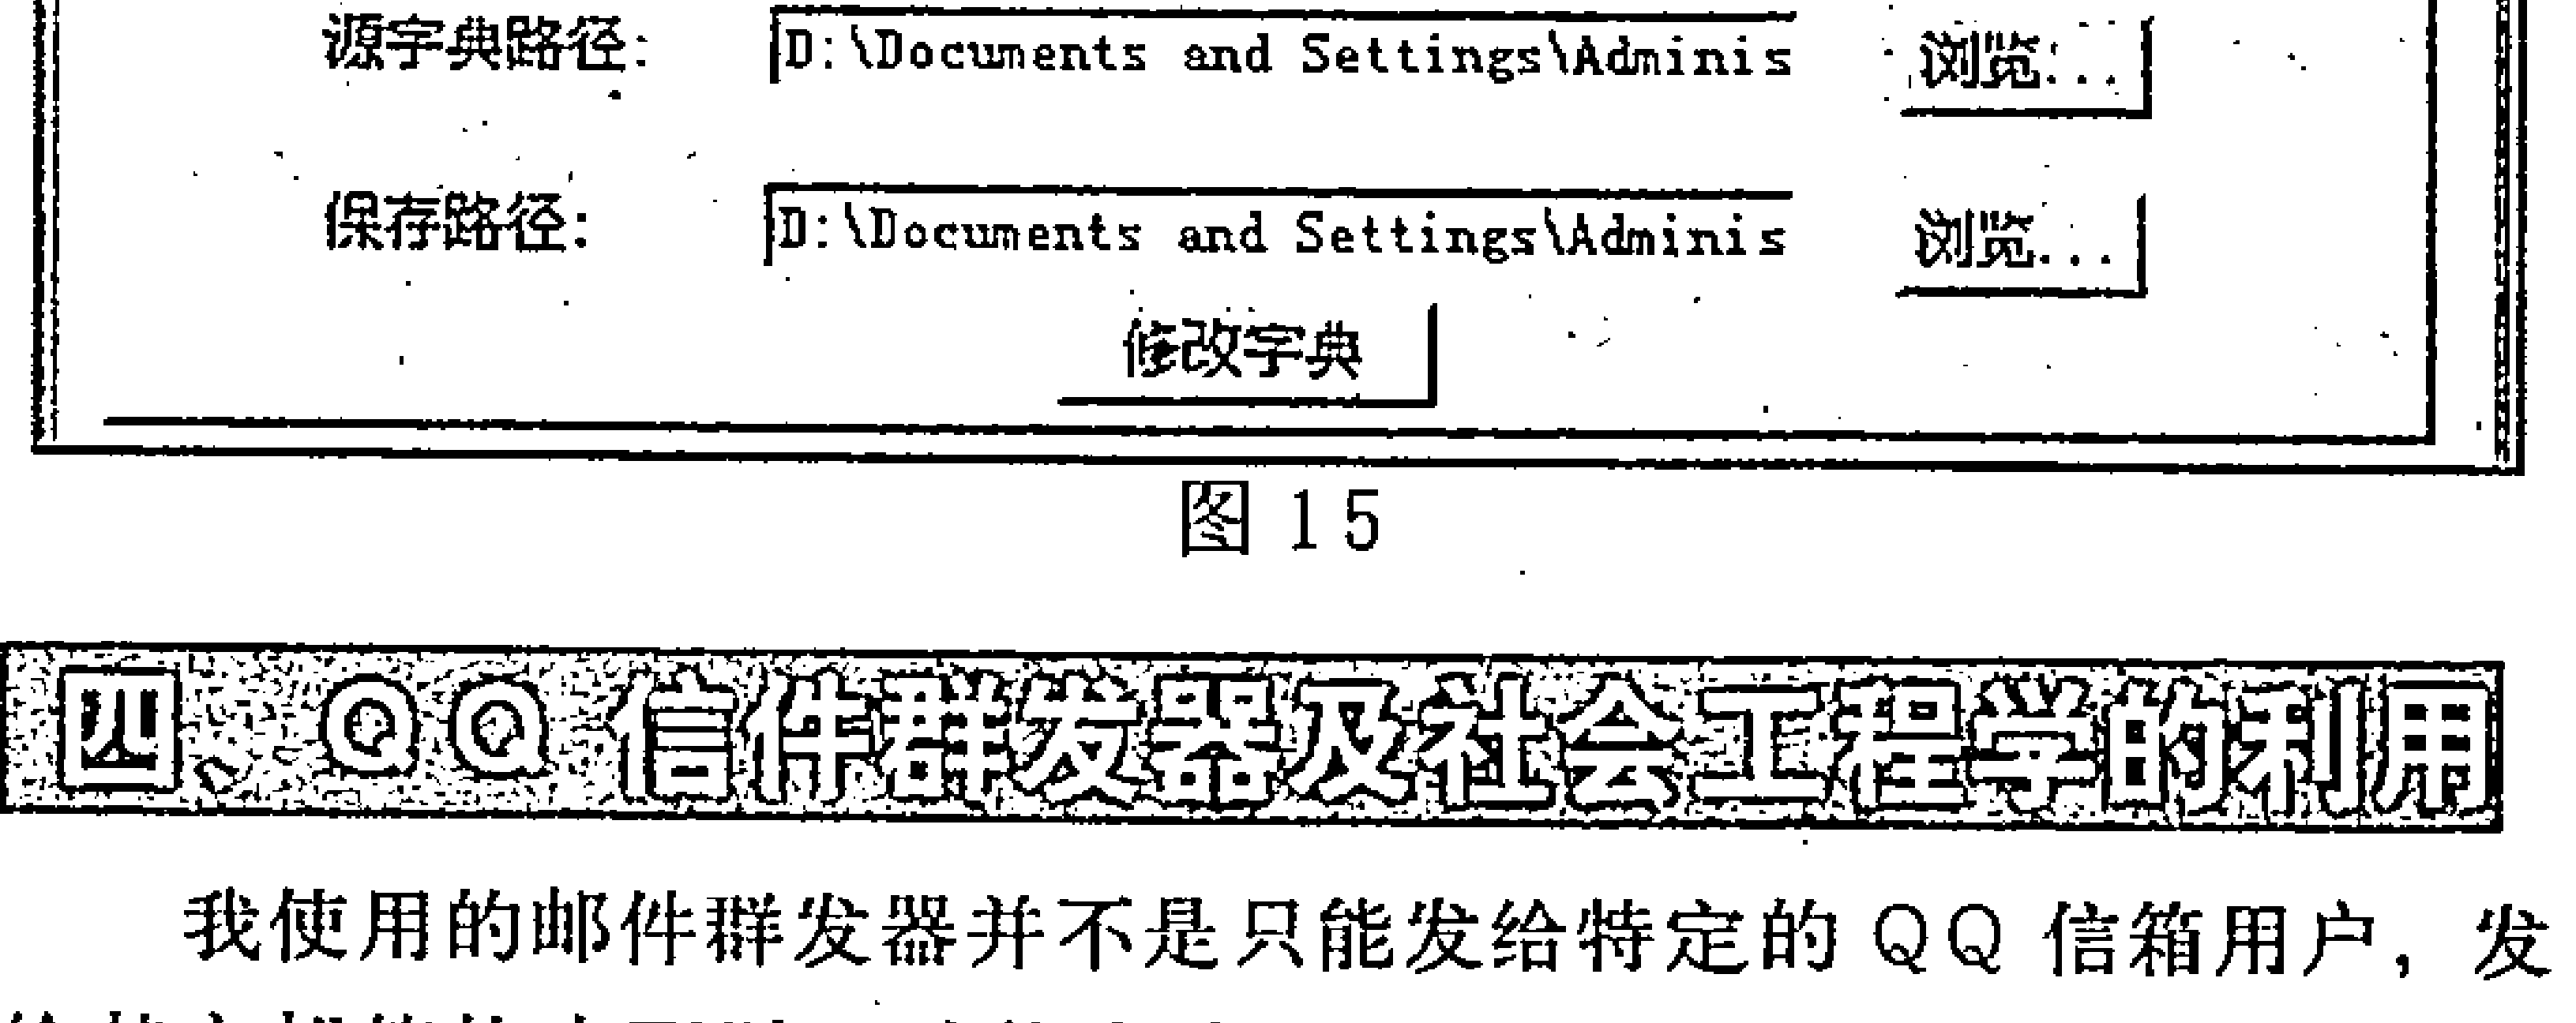 源字典路径: D:\Documents and Settings\Adminis 浏览...
保存路径: D:\Documents and Settings\Adminis 浏览...
修改字典
图 15
四、QQ信件群发器及社会工程学的利用
我使用的邮件群发器并不是只能发给特定的 QQ 信箱用户，发